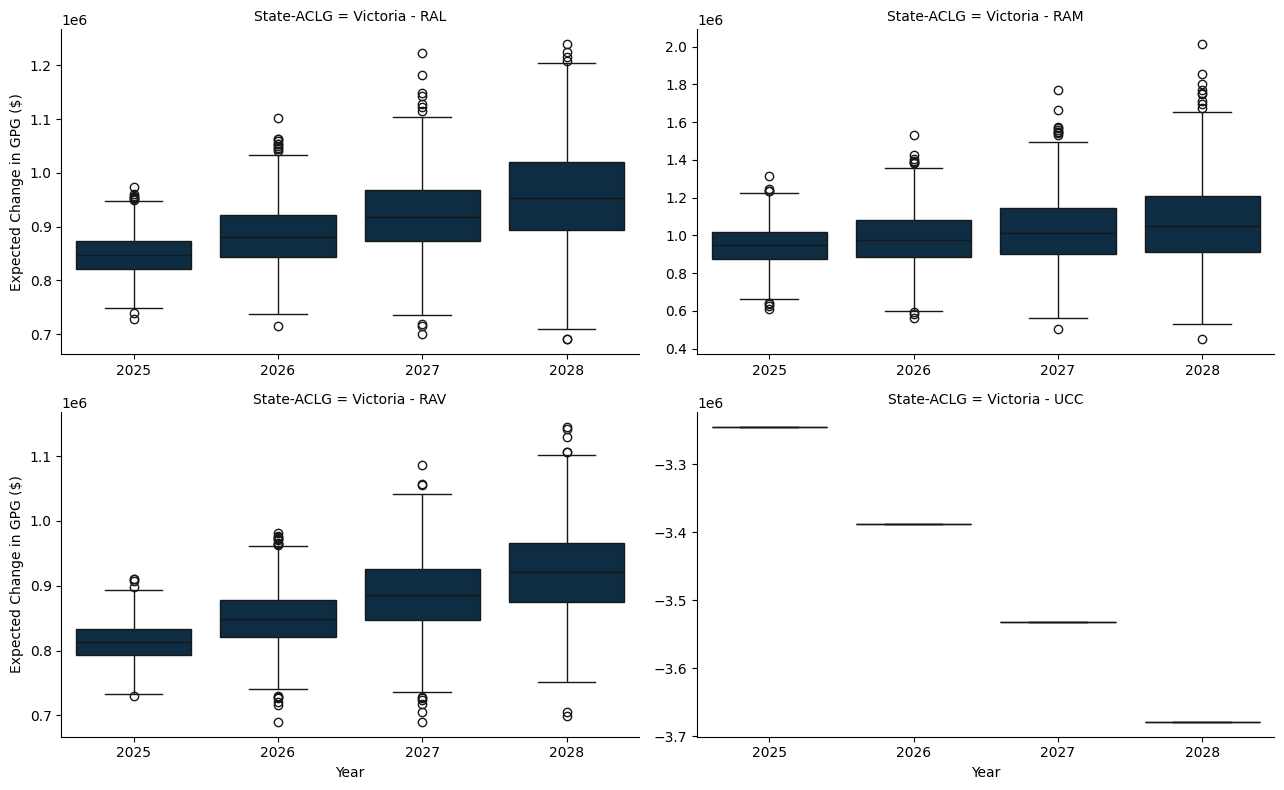 State-ACLG = Victoria - RAL
1e6
Expected Change in GPG ($)
1.2
1.1
1.0
0.9
0.8
0.7
2025 2026 2027 2028
State-ACLG = Victoria - RAM
1e6
2.0
1.8
1.6
1.4
1.2
1.0
0.8
0.6
0.4
2025 2026 2027 2028
State-ACLG = Victoria - RAV
1e6
Expected Change in GPG ($)
1.1
1.0
0.9
0.8
0.7
2025 2026 2027 2028
Year
State-ACLG = Victoria - UCC
1e6
−3.3
−3.4
−3.5
−3.6
−3.7
2025 2026 2027 2028
Year